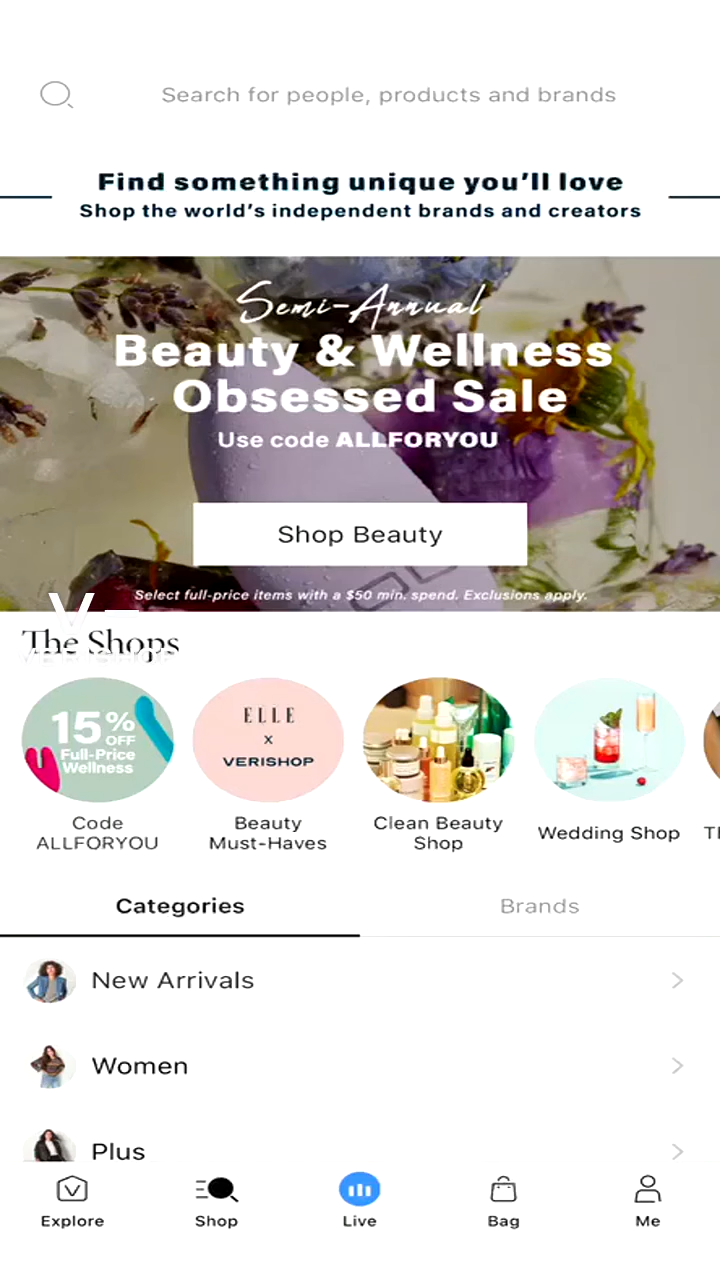 Search for people, products and brands
Find something unique you'll love
Shop the world's independent brands and creators
Semi-Annual
Beauty & Wellness
Obsessed Sale
Use code ALLFORYOU
Shop Beauty
Select full-price items with a $50 min. spend. Exclusions apply.
The Shops
15% OFF
Full-Price
Wellness
ELLE
x
VERISHOP
Code
ALLFORYOU
Beauty
Must-Haves
Clean Beauty
Shop
Wedding Shop
Categories
Brands
New Arrivals
Women
Plus
Explore
Shop
Live
Bag
Me